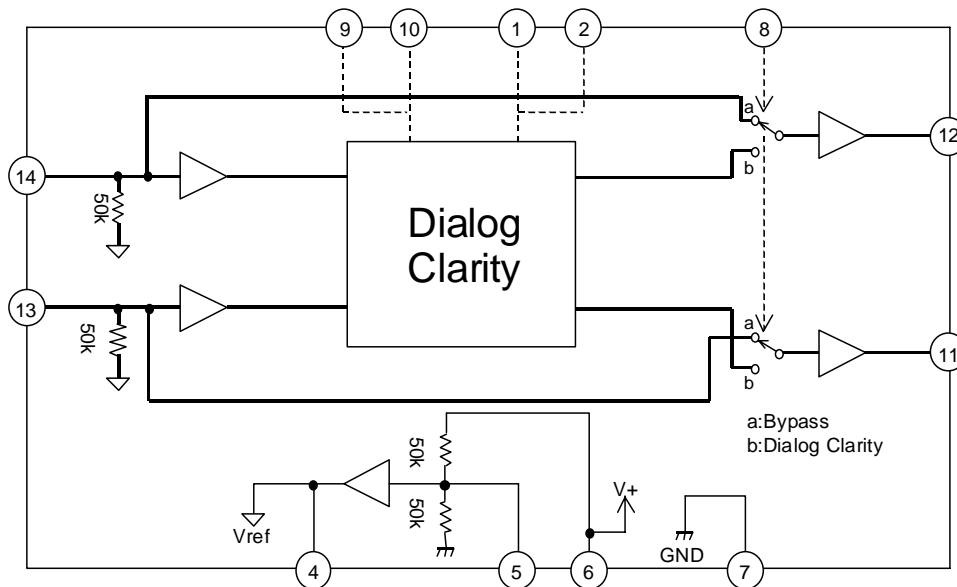 9
10
1
2
8
a
12
14
b
50k
Dialog
Clarity
13
50k
a
11
b
a:Bypass
b:Dialog Clarity
50k
50k
V+
Vref
GND
4
5
6
7